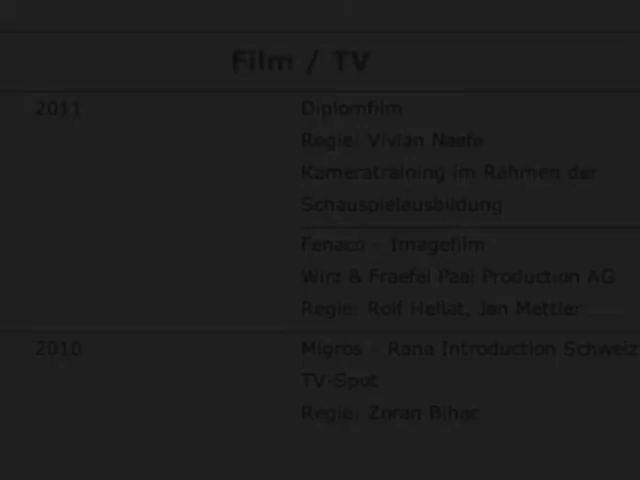 Film / TV
2011 Diplomfilm
Regie: Vivian Naefe
Kameratraining im Rahmen der
Schauspielausbildung
Fenaco - Imagefilm
Wirz & Fraefel Paal Production AG
Regie: Rolf Hellat, Jan Mettler
2010 Migros - Rana Introduction Schweiz
TV-Spot
Regie: Zoran Bihac